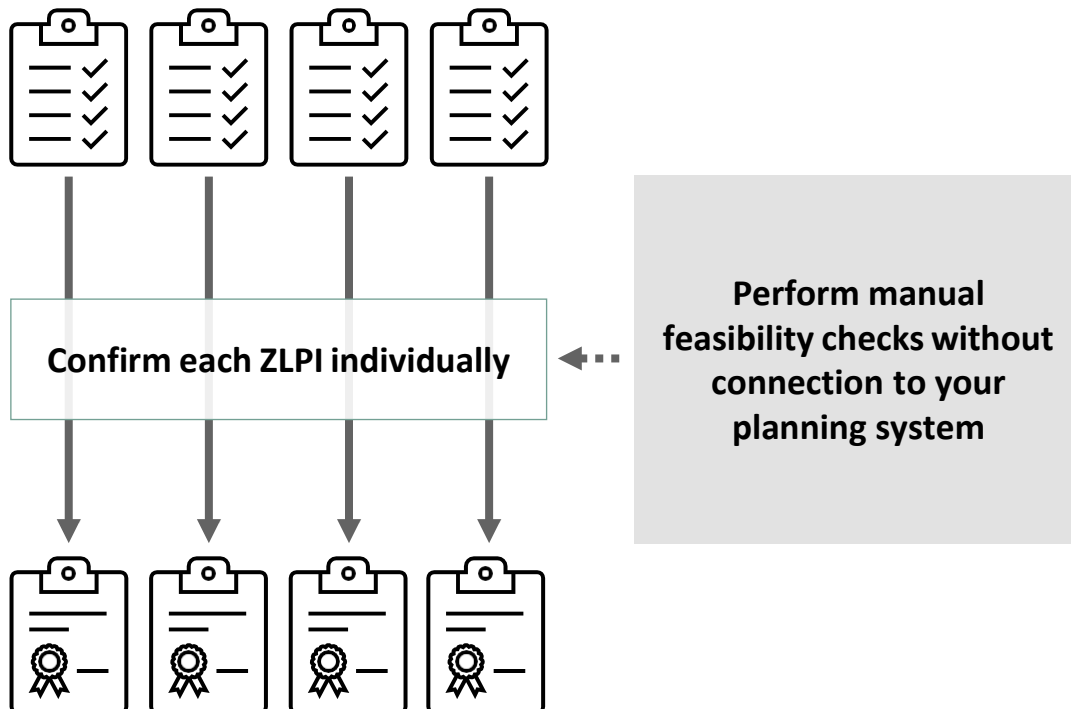 Confirm each ZLPI individually
Perform manual
feasibility checks without
connection to your
planning system